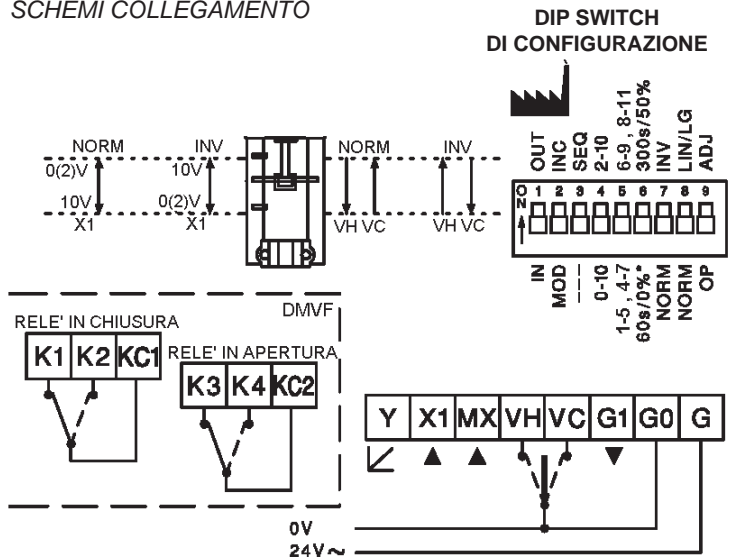 SCHEMI COLLEGAMENTO
DIP SWITCH
DI CONFIGURAZIONE
NORM INV NORM INV
0(2)V 10V
10V 0(2)V
X1 X1 VH VC VH VC
OUT
INC
SEQ
2-10
6-9 , 8-11
300s/50%
INV
LIN/LG
ADJ
ON 1 2 3 4 5 6 7 8 9
IN
MOD
---
0-10
1-5 , 4-7
60s/0%*
NORM
NORM
OP
DMVF
RELE' IN CHIUSURA
K1 K2 KC1
RELE' IN APERTURA
K3 K4 KC2
Y X1 MX VH VC G1 G0 G
0V
24V~